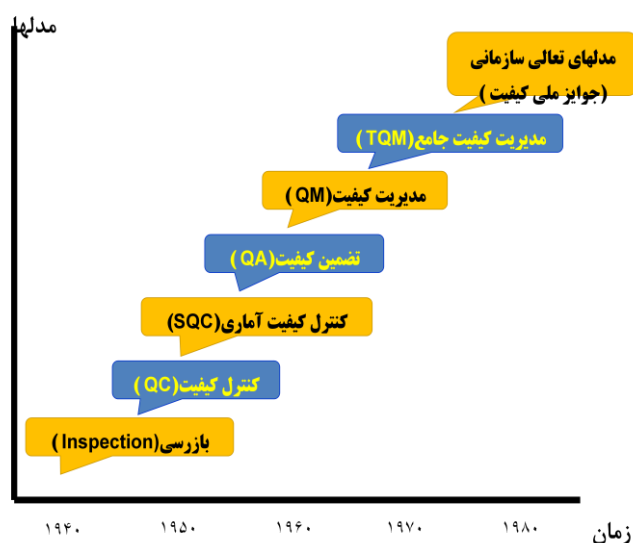 مدلها
مدلهای تعالی سازمانی
(جوایز ملی کیفیت )
مدیریت کیفیت جامع(TQM )
مدیریت کیفیت(QM )
تضمین کیفیت(QA )
کنترل کیفیت آماری(SQC)
کنترل کیفیت(QC )
بازرسی(Inspection )
۱۹۴۰ ۱۹۵۰ ۱۹۶۰ ۱۹۷۰ ۱۹۸۰
زمان